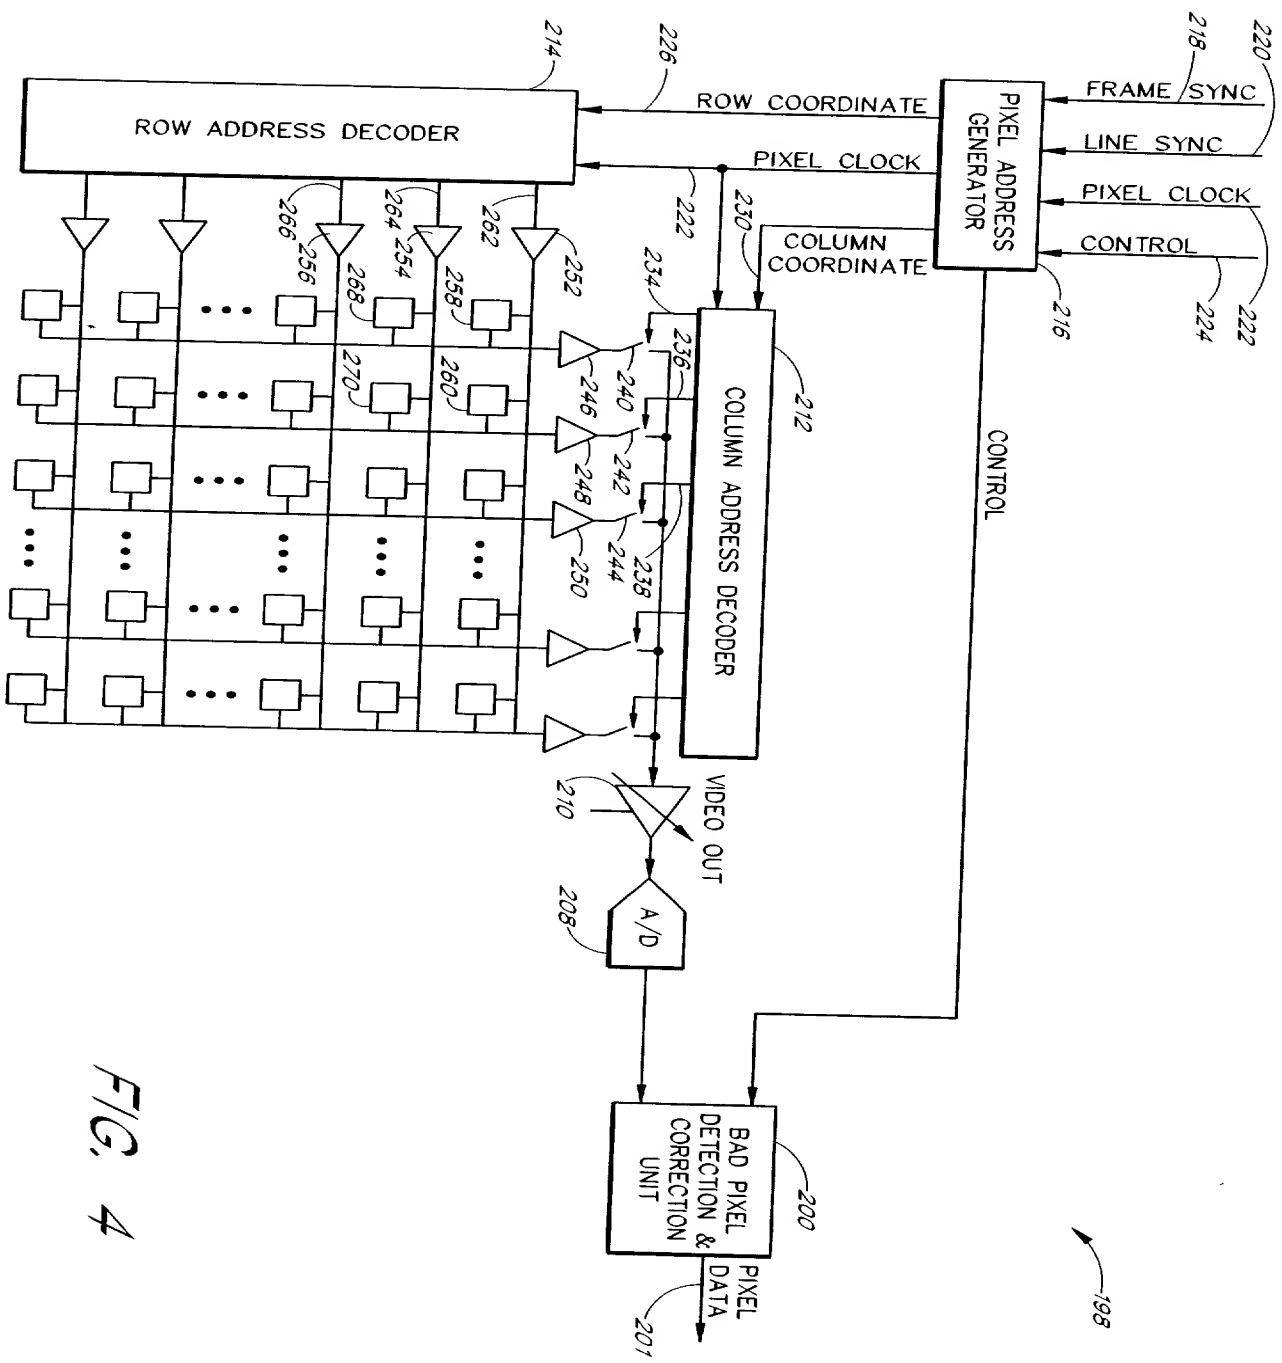 220
218
FRAME SYNC
LINE SYNC
PIXEL CLOCK
CONTROL
222
224
216
PIXEL ADDRESS
GENERATOR
226
ROW COORDINATE
PIXEL CLOCK
222
230
COLUMN
COORDINATE
214
ROW ADDRESS DECODER
266
256
264
254
262
252
268
258
270
260
234
236
238
240
246
242
248
244
250
212
COLUMN ADDRESS DECODER
CONTROL
VIDEO OUT
210
A/D
208
BAD PIXEL
DETECTION &
CORRECTION
UNIT
200
PIXEL
DATA
201
198
FIG. 4